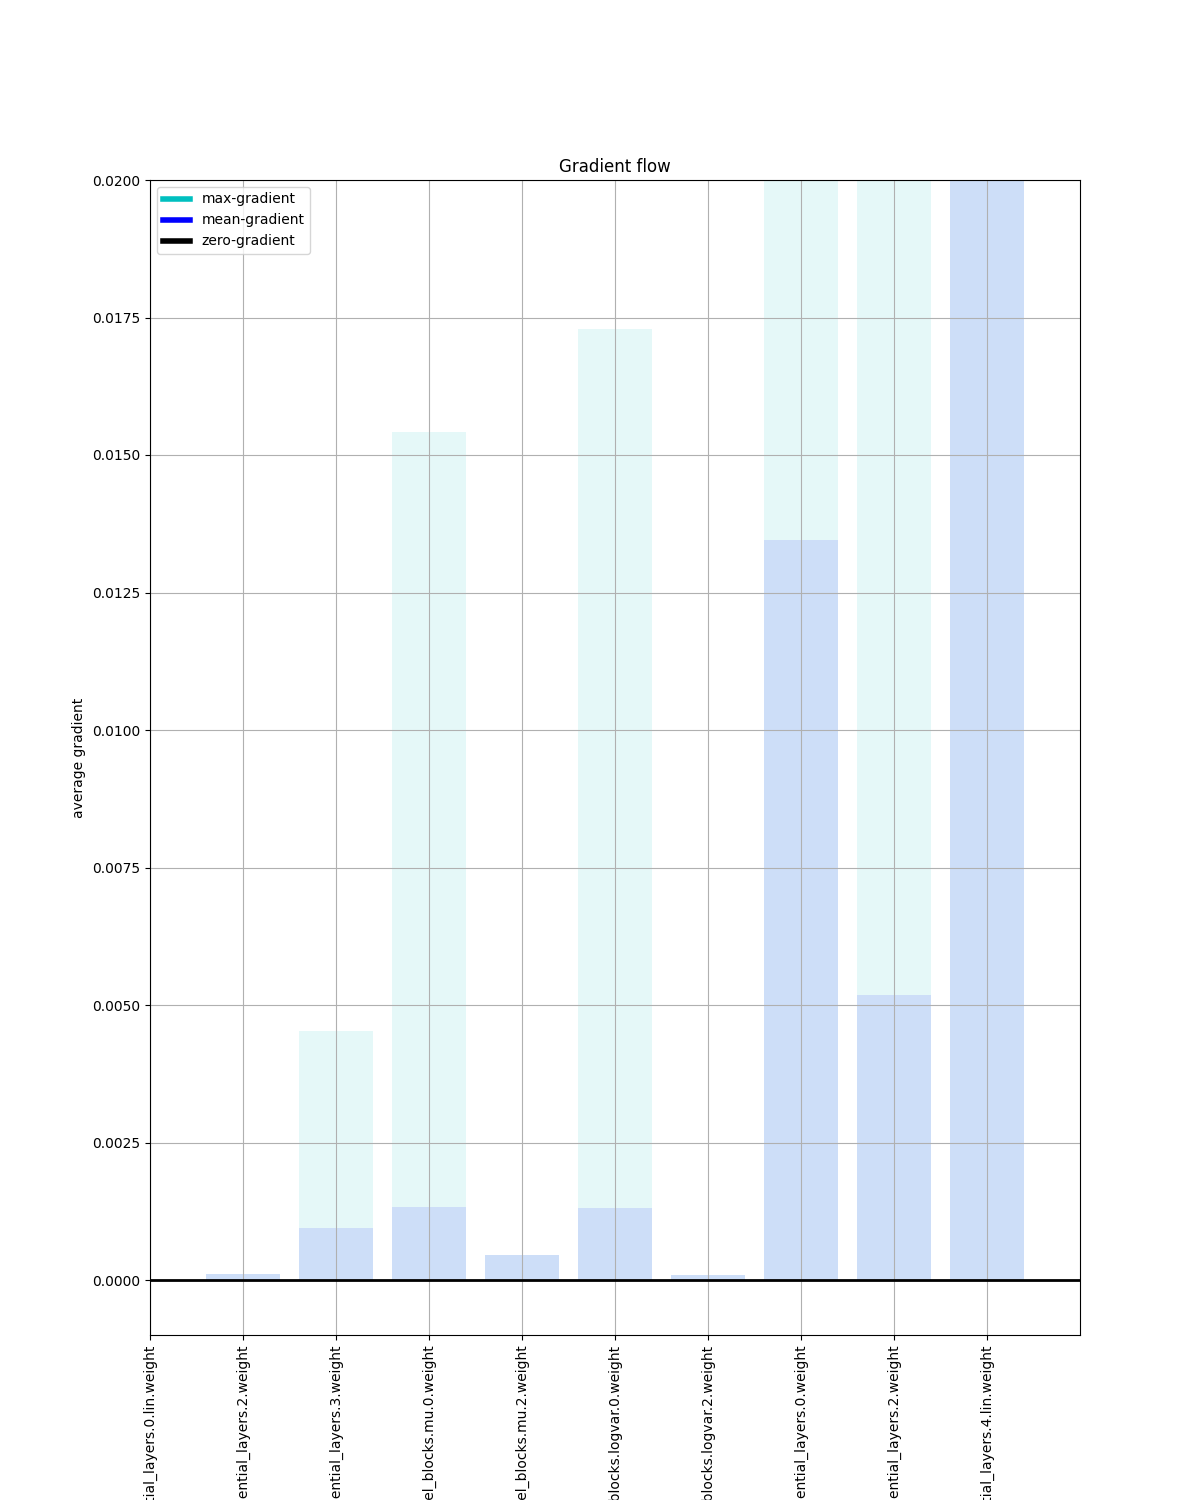 Gradient flow
max-gradient
mean-gradient
zero-gradient
0.0200
0.0175
0.0150
0.0125
0.0100
0.0075
0.0050
0.0025
0.0000
average gradient
tial_layers.0.lin.weight
ential_layers.2.weight
ential_layers.3.weight
el_blocks.mu.0.weight
el_blocks.mu.2.weight
blocks.logvar.0.weight
blocks.logvar.2.weight
ential_layers.0.weight
ential_layers.2.weight
tial_layers.4.lin.weight